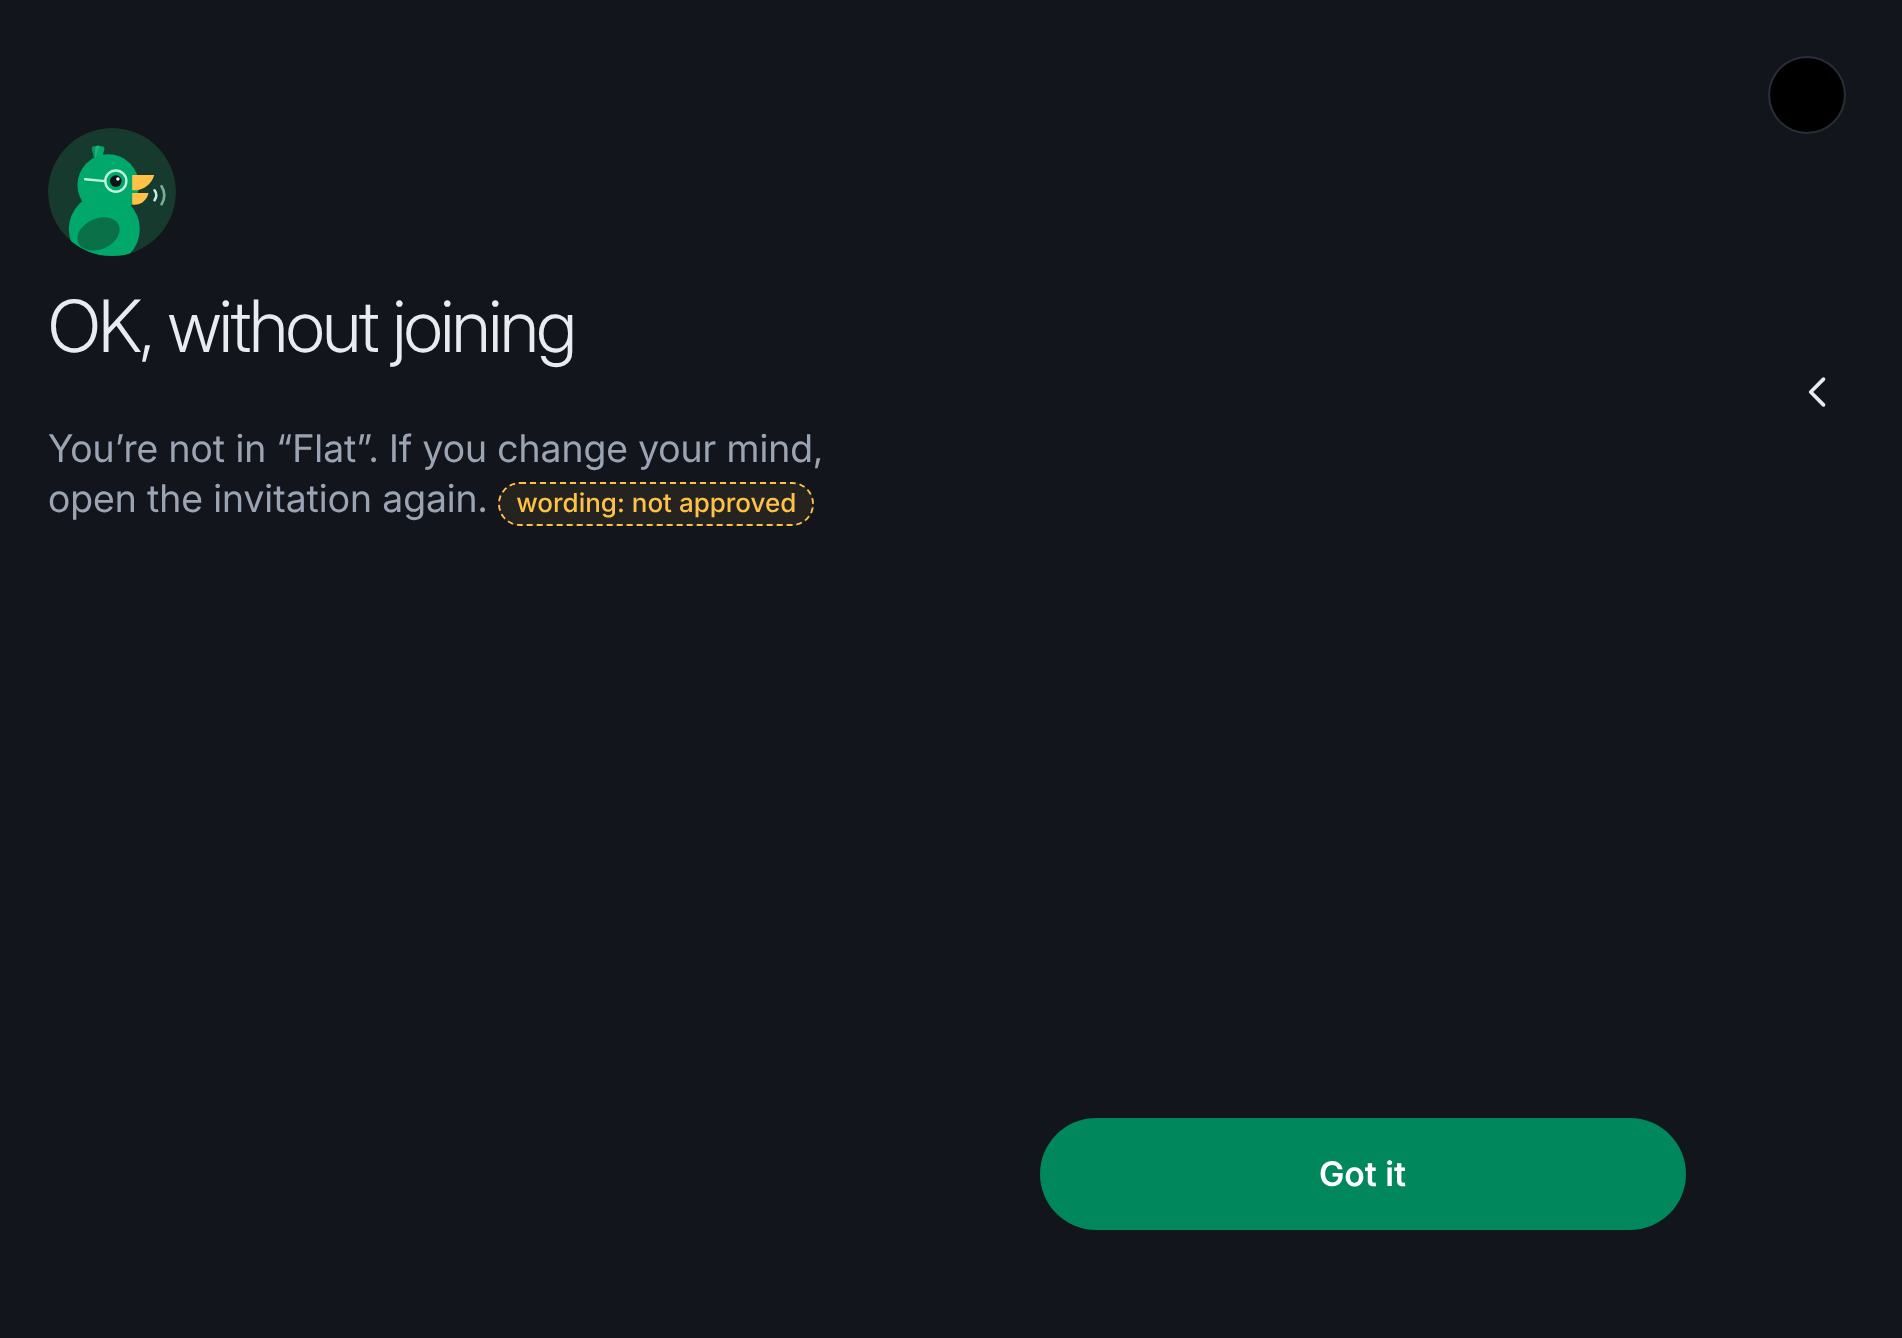 OK, without joining
You’re not in “Flat”. If you change your mind,
open the invitation again. wording: not approved
Got it